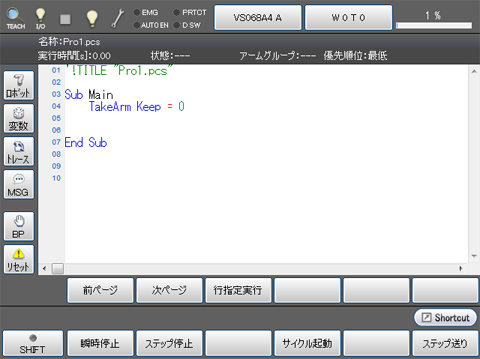 EMG PRTCT
TEACH I/O AUTO EN D SW
VS068A4 A
W 0 T 0
1 %
名称:Pro1.pcs
実行時間[s]:0.00 状態:--- アームグループ:--- 優先順位:最低
ロボット
変数
トレース
MSG
BP
リセット
01 '!TITLE "Pro1.pcs"
02
03 Sub Main
04 TakeArm Keep = 0
05
06
07 End Sub
08
09
10
前ページ 次ページ 行指定実行
Shortcut
SHIFT 瞬時停止 ステップ停止 サイクル起動 ステップ送り